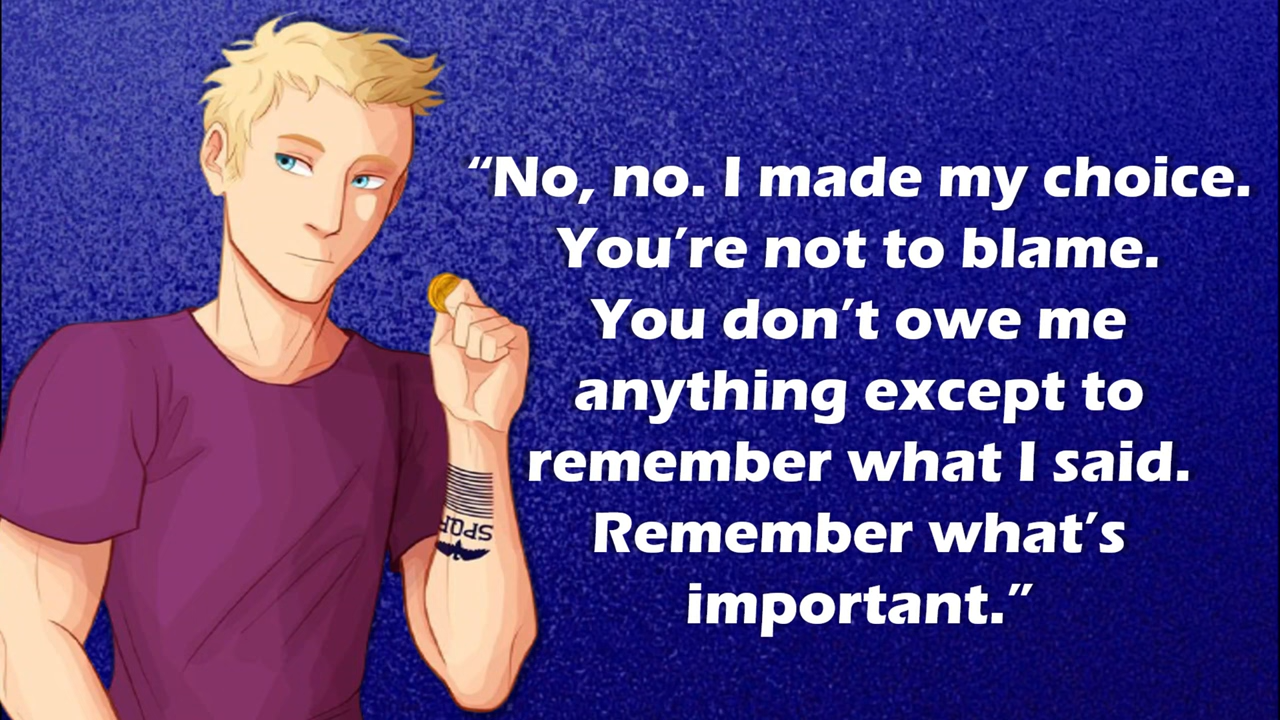 “No, no. I made my choice.
You’re not to blame.
You don’t owe me
anything except to
remember what I said.
Remember what’s
important.”
SPQR